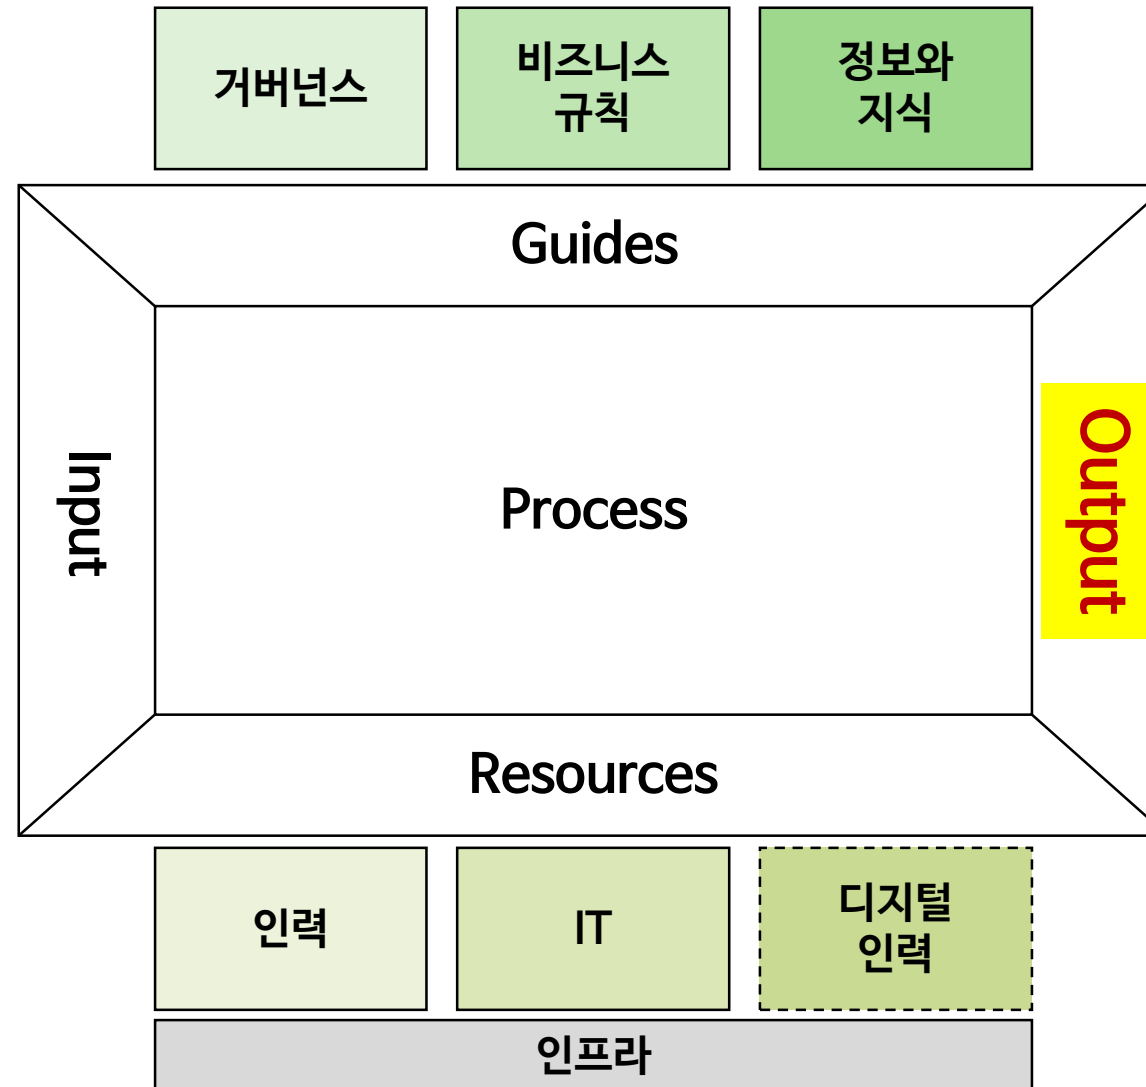 거버넌스
비즈니스
규칙
정보와
지식
Guides
Input
Process
Output
Resources
인력
IT
디지털
인력
인프라